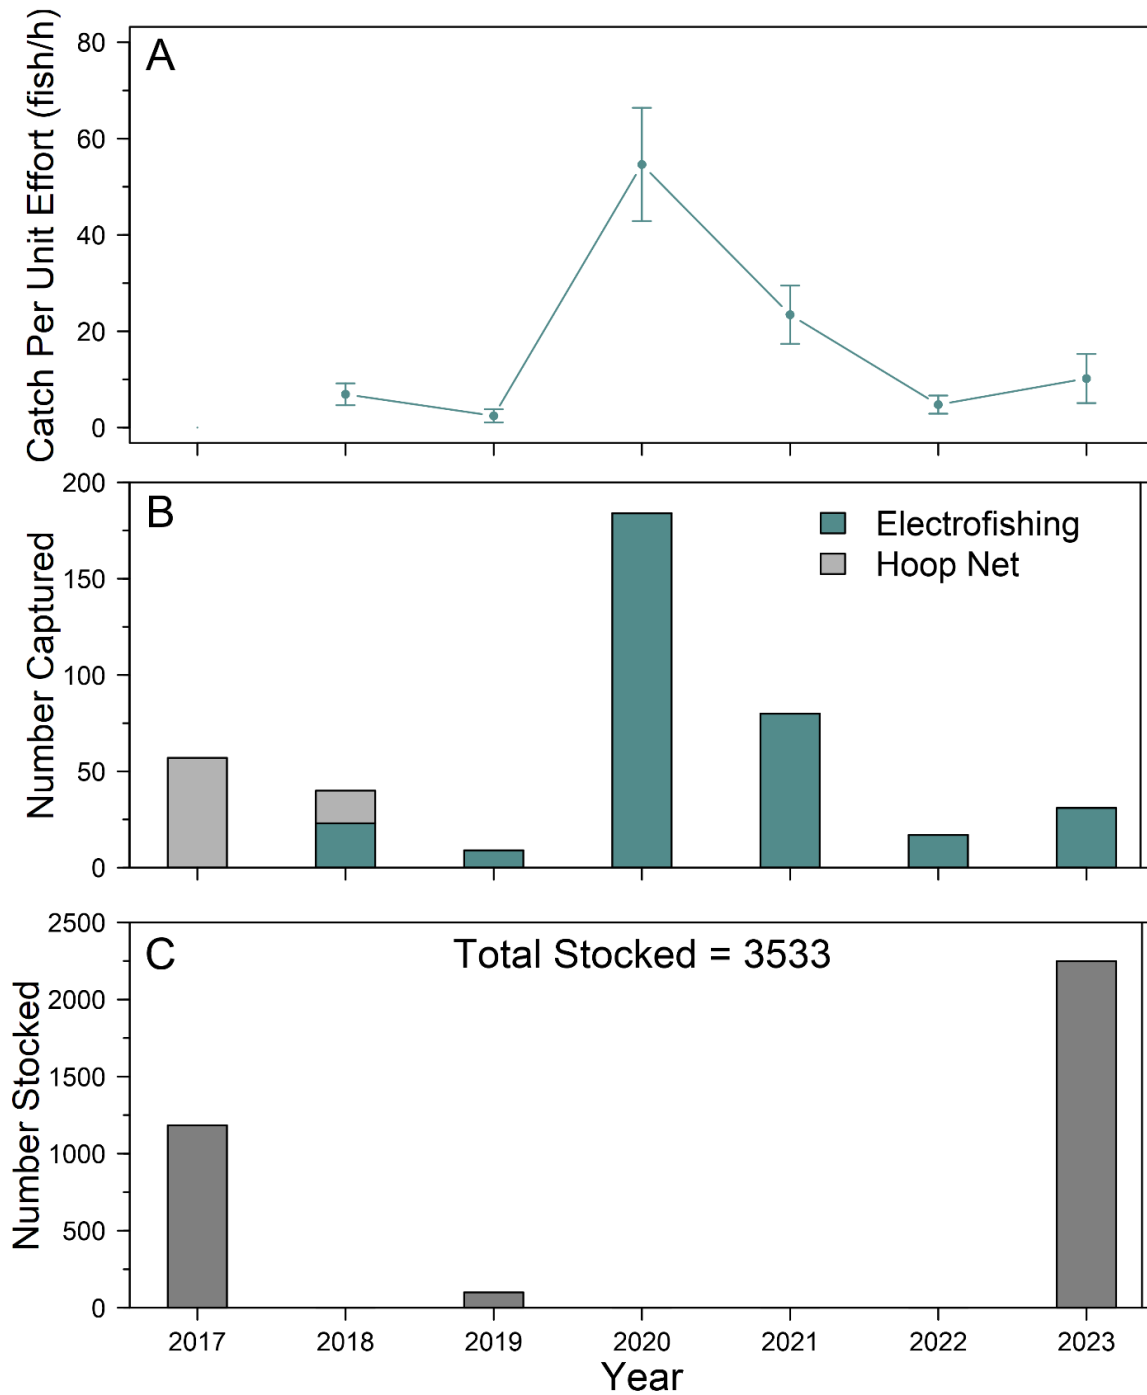 A
Catch Per Unit Effort (fish/h)
80
60
40
20
0
B
Number Captured
200
150
100
50
0
Electrofishing
Hoop Net
C
Total Stocked = 3533
Number Stocked
2500
2000
1500
1000
500
0
2017 2018 2019 2020 2021 2022 2023
Year